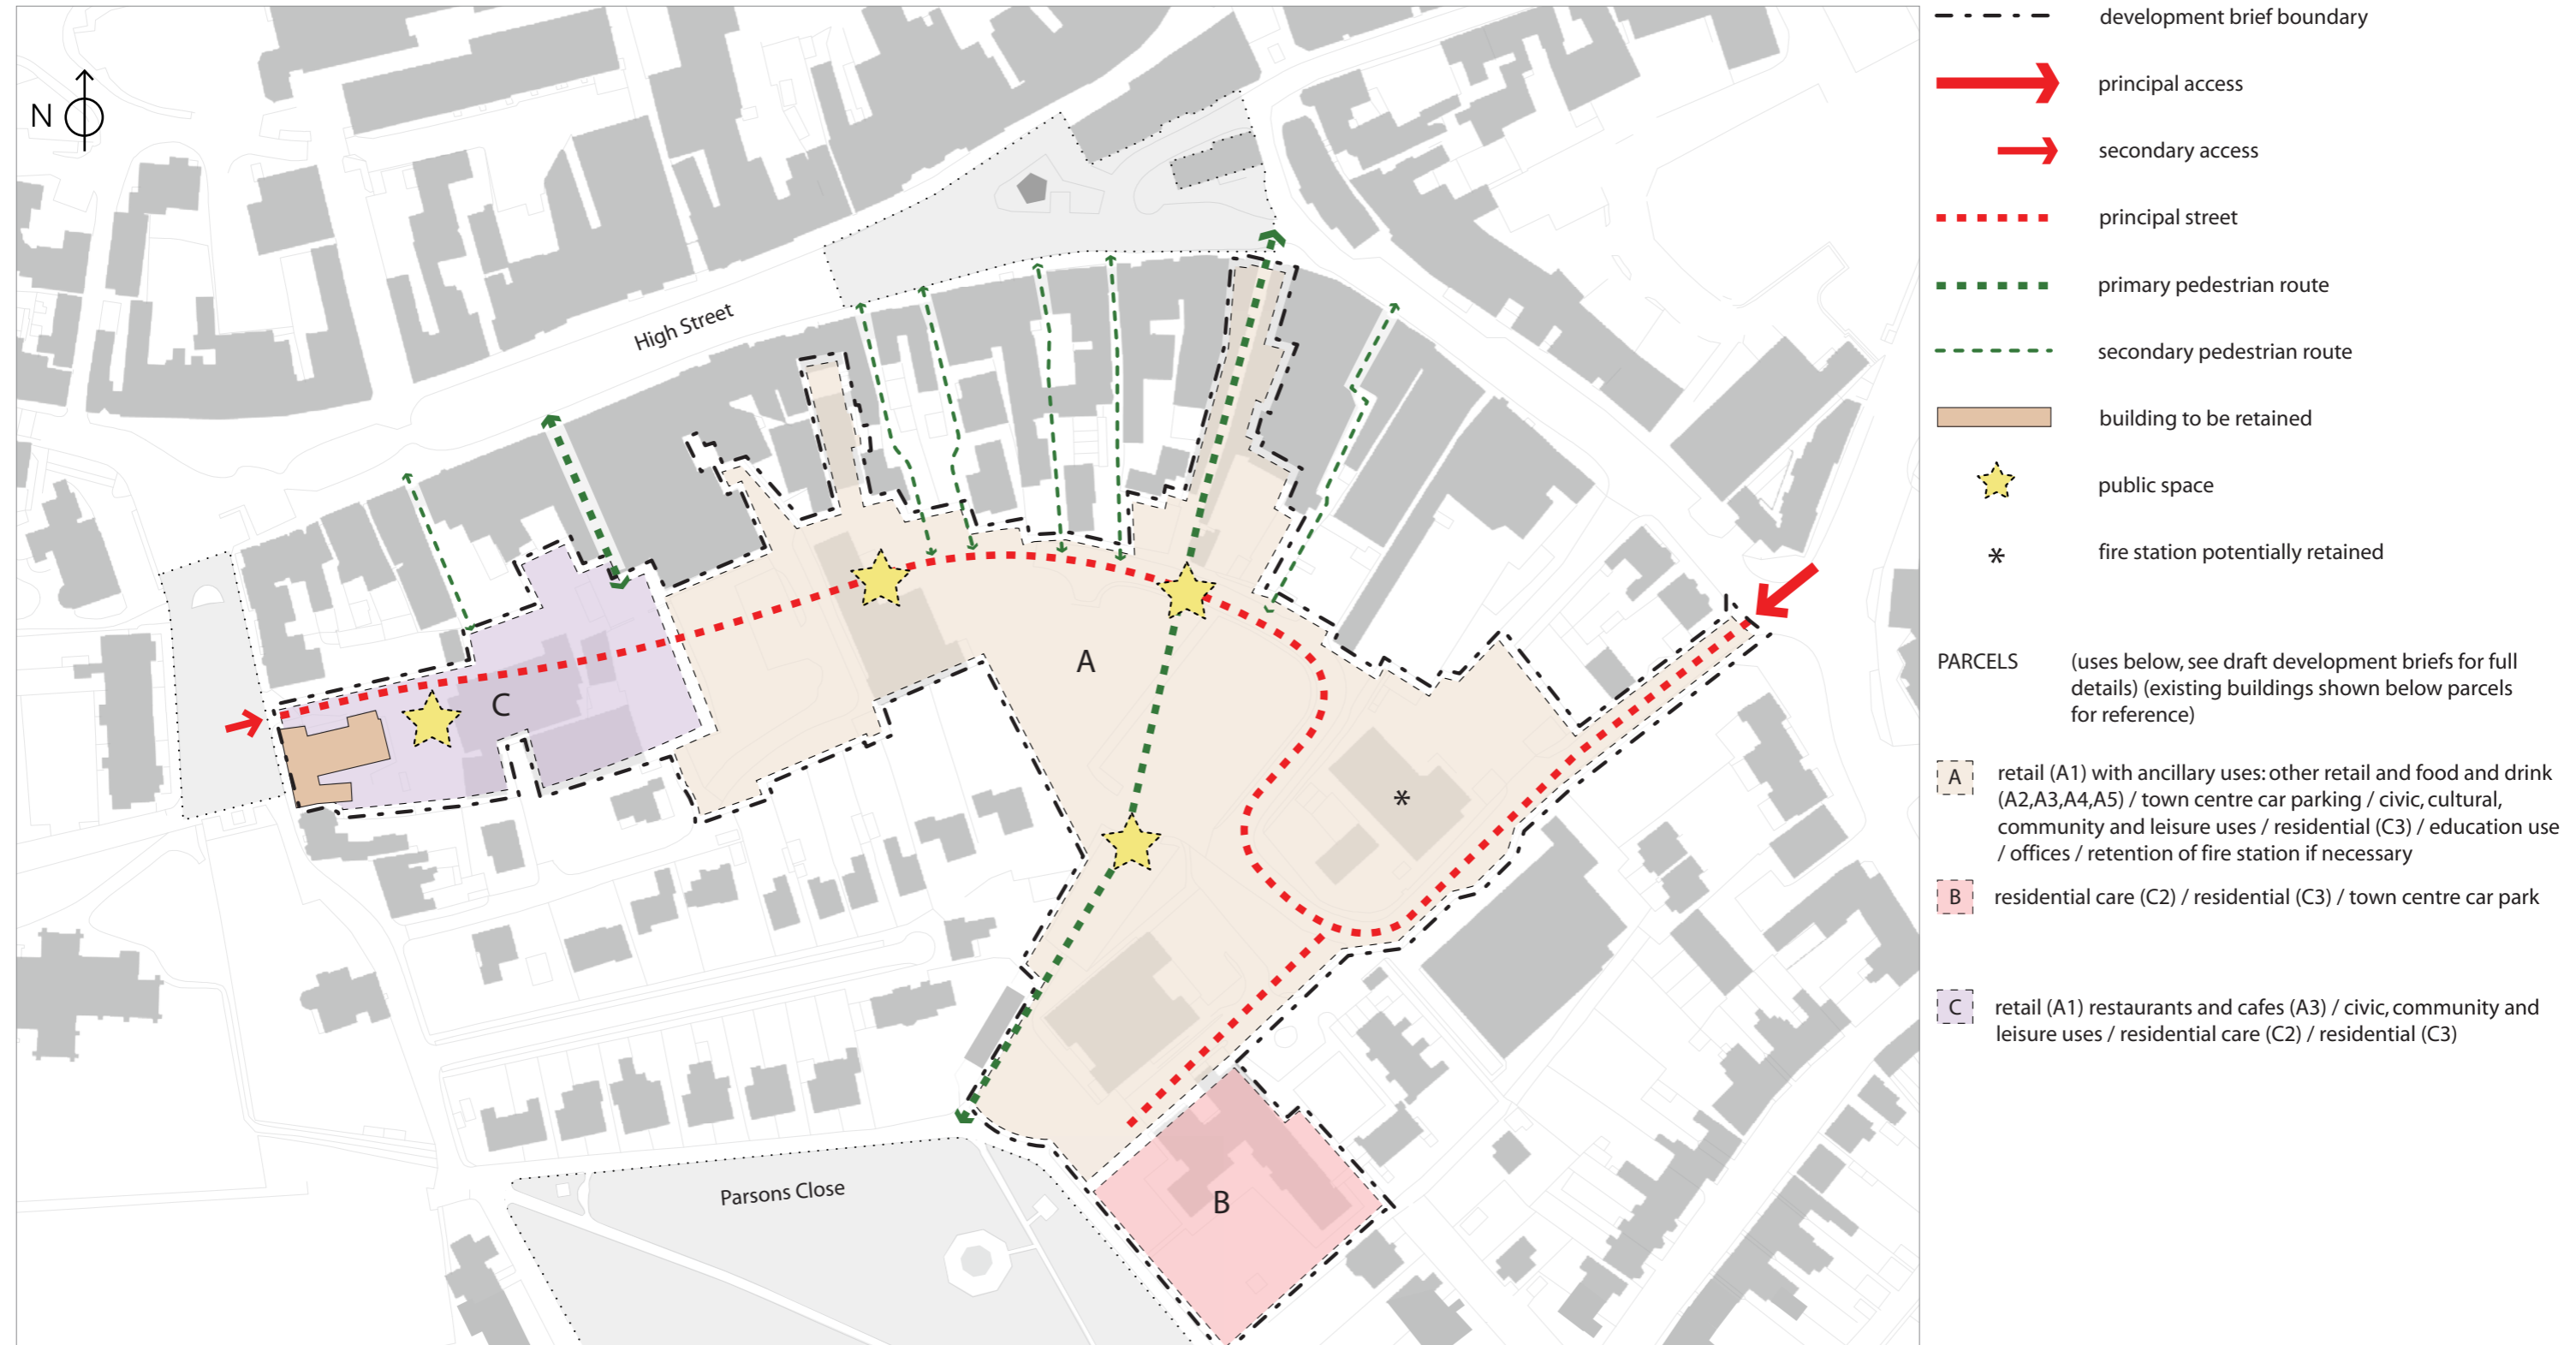 N
High Street
A
C
*
Parsons Close
B
development brief boundary
principal access
secondary access
principal street
primary pedestrian route
secondary pedestrian route
building to be retained
public space
* fire station potentially retained
PARCELS (uses below, see draft development briefs for full
details) (existing buildings shown below parcels
for reference)
A retail (A1) with ancillary uses: other retail and food and drink
(A2,A3,A4,A5) / town centre car parking / civic, cultural,
community and leisure uses / residential (C3) / education use
/ offices / retention of fire station if necessary
B residential care (C2) / residential (C3) / town centre car park
C retail (A1) restaurants and cafes (A3) / civic, community and
leisure uses / residential care (C2) / residential (C3)